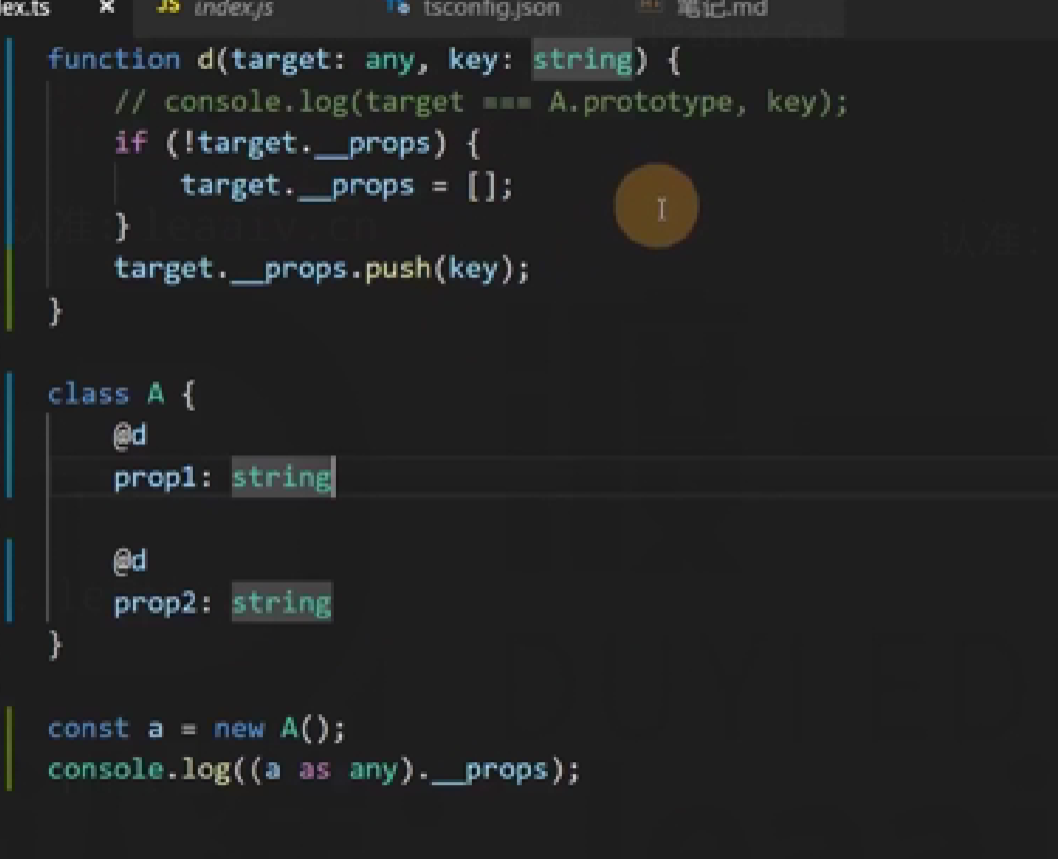 ex.ts × JS index.js tsconfig.json 笔记.md
function d(target: any, key: string) {
// console.log(target === A.prototype, key);
if (!target.__props) {
target.__props = [];
}
target.__props.push(key);
}
class A {
@d
prop1: string
@d
prop2: string
}
const a = new A();
console.log((a as any).__props);